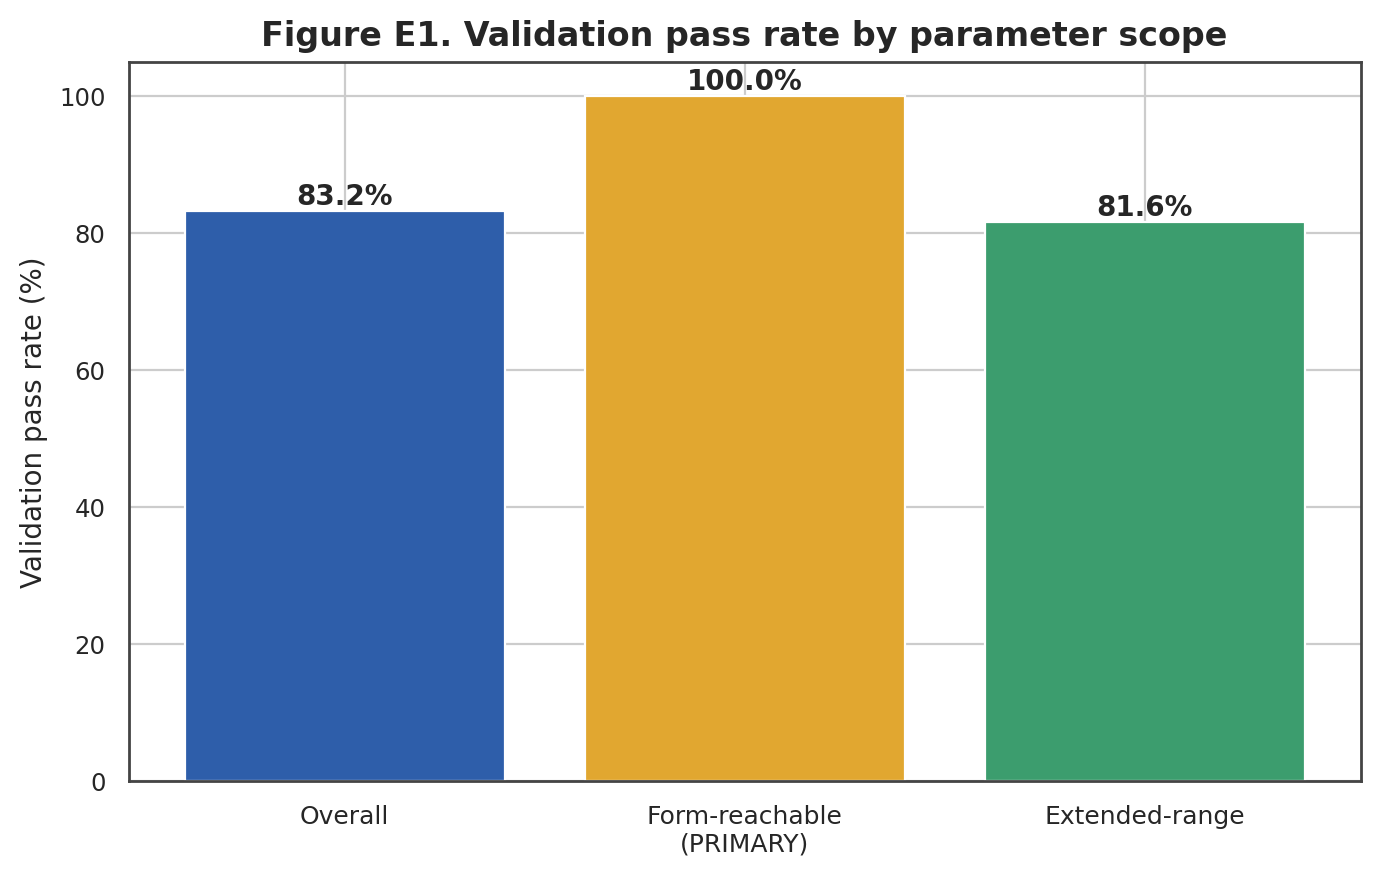 Figure E1. Validation pass rate by parameter scope
Validation pass rate (%)
100
80
60
40
20
0
83.2%
100.0%
81.6%
Overall
Form-reachable
(PRIMARY)
Extended-range